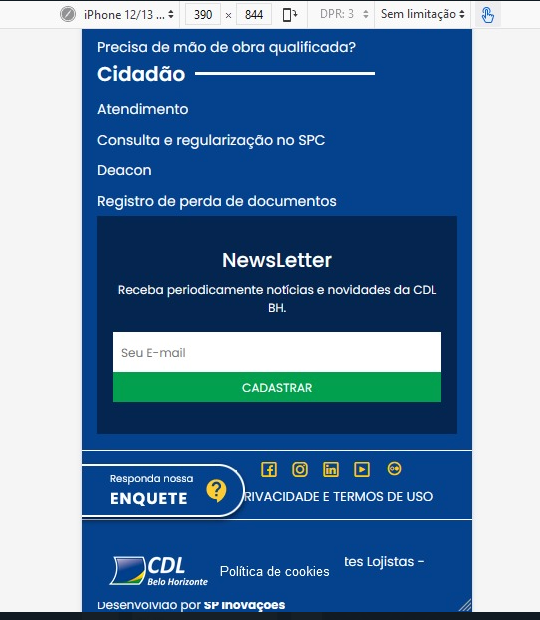 iPhone 12/13 ... 390 × 844 DPR: 3 Sem limitação
Precisa de mão de obra qualificada?
Cidadão
Atendimento
Consulta e regularização no SPC
Deacon
Registro de perda de documentos
NewsLetter
Receba periodicamente notícias e novidades da CDL
BH.
Seu E-mail
CADASTRAR
Responda nossa
ENQUETE
RIVACIDADE E TERMOS DE USO
tes Lojistas –
CDL
Belo Horizonte
Política de cookies
Desenvolvido por SP Inovações